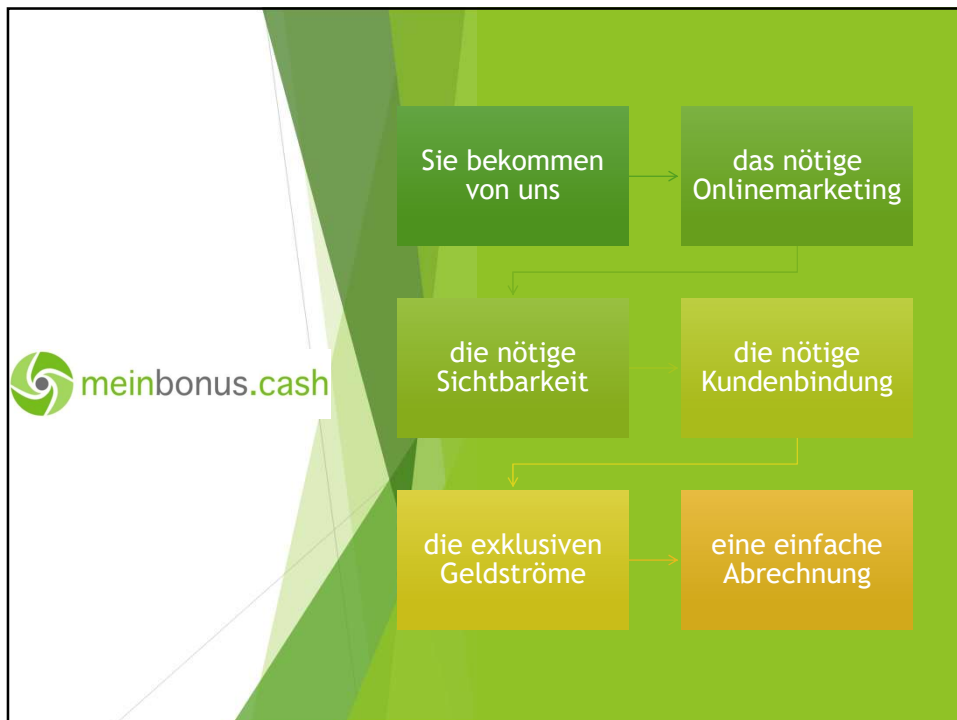 meinbonus.cash
Sie bekommen
von uns
das nötige
Onlinemarketing
die nötige
Sichtbarkeit
die nötige
Kundenbindung
die exklusiven
Geldströme
eine einfache
Abrechnung